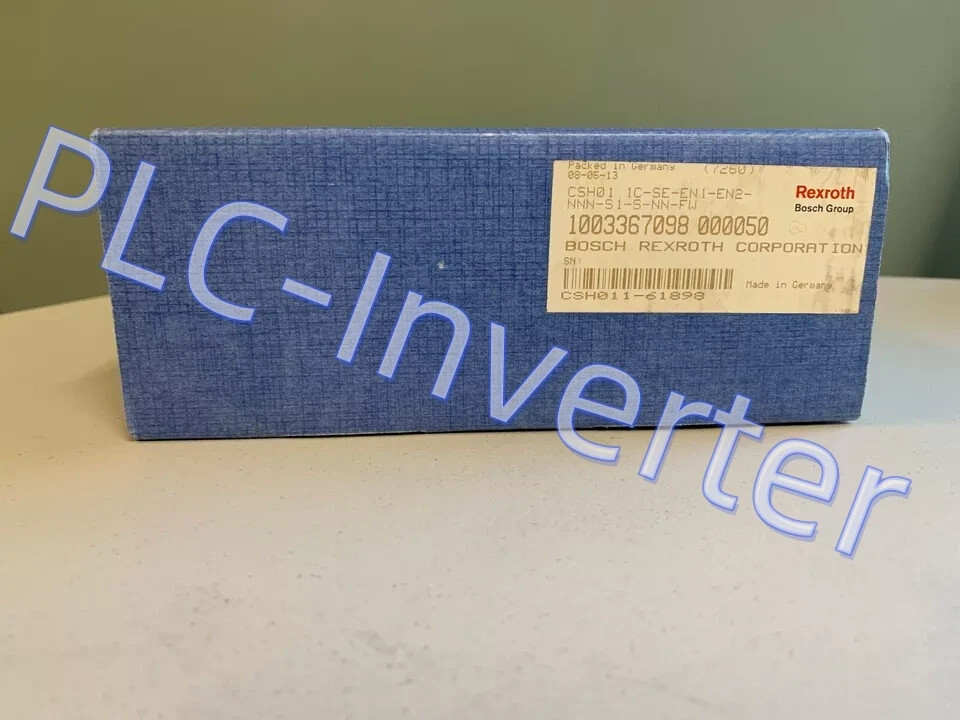 Packed in Germany (7260)
08-06-13
CSH01 1C-SE-EN1-EN2-
NNN-S1-S-NN-FW
Rexroth
Bosch Group
1003367098 000050
BOSCH REXROTH CORPORATION
SN:
Made in Germany
CSH011-61898
PLC-Inverter